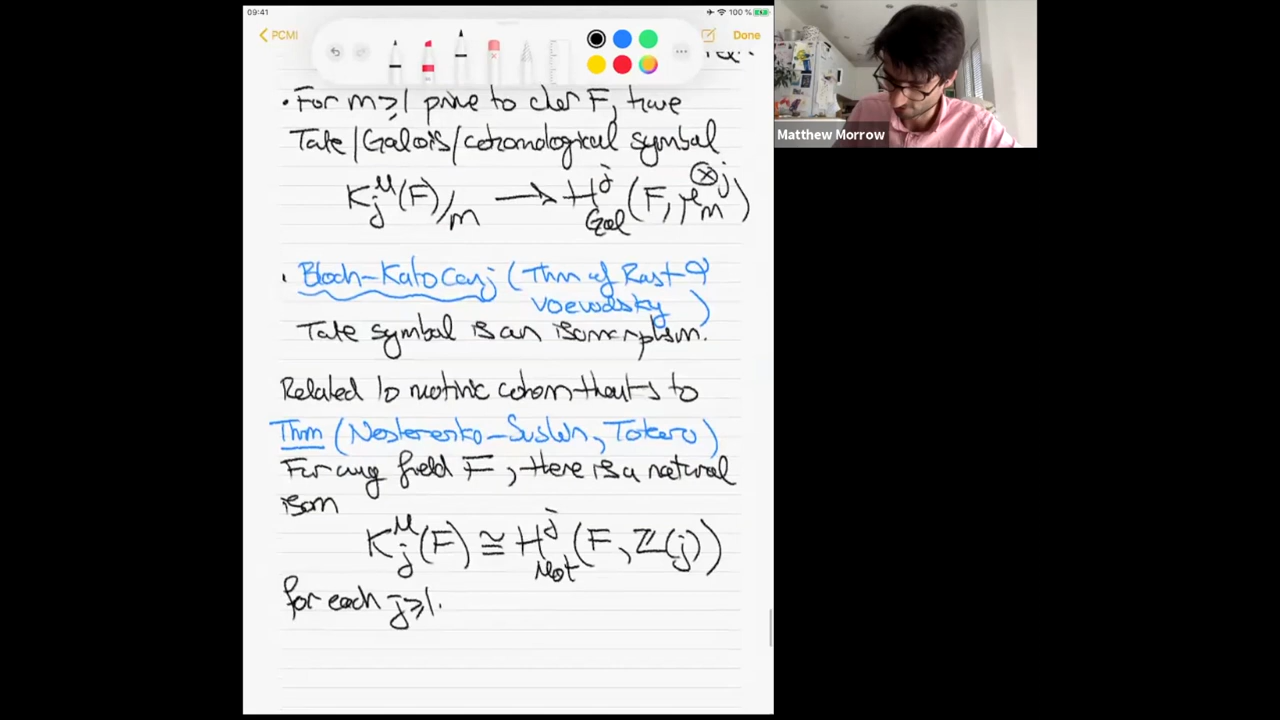 09:41
100 %
PCMI
Done
• For m ≥ 1 prime to char F, have
Tate/Galois/cohomological symbol
K_j^M(F)/m → H^j_Gal(F, μ_m^{⊗j})
• Bloch-Kato Conj (Thm of Rost &
Voevodsky)
Tate symbol is an isomorphism.
Related to motivic cohom thanks to
Thm (Nesterenko-Suslin, Totaro)
For any field F, there is a natural
isom
K_j^M(F) ≅ H^j_Mot(F, ℤ(j))
for each j ≥ 1.
Matthew Morrow